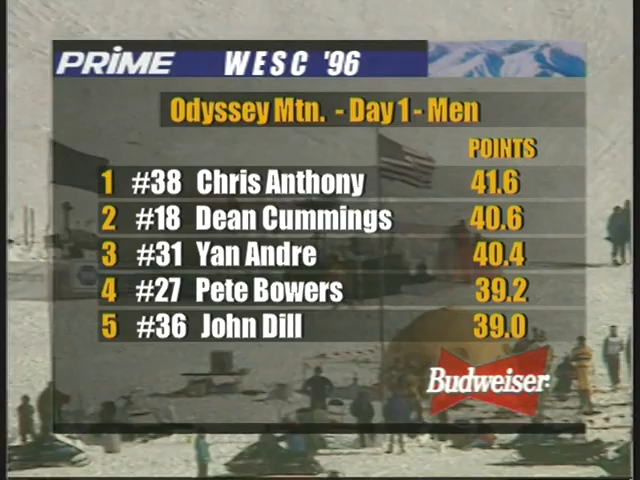 PRiME WESC '96
Odyssey Mtn. - Day 1 - Men
POINTS
1 #38 Chris Anthony 41.6
2 #18 Dean Cummings 40.6
3 #31 Yan Andre 40.4
4 #27 Pete Bowers 39.2
5 #36 John Dill 39.0
Budweiser